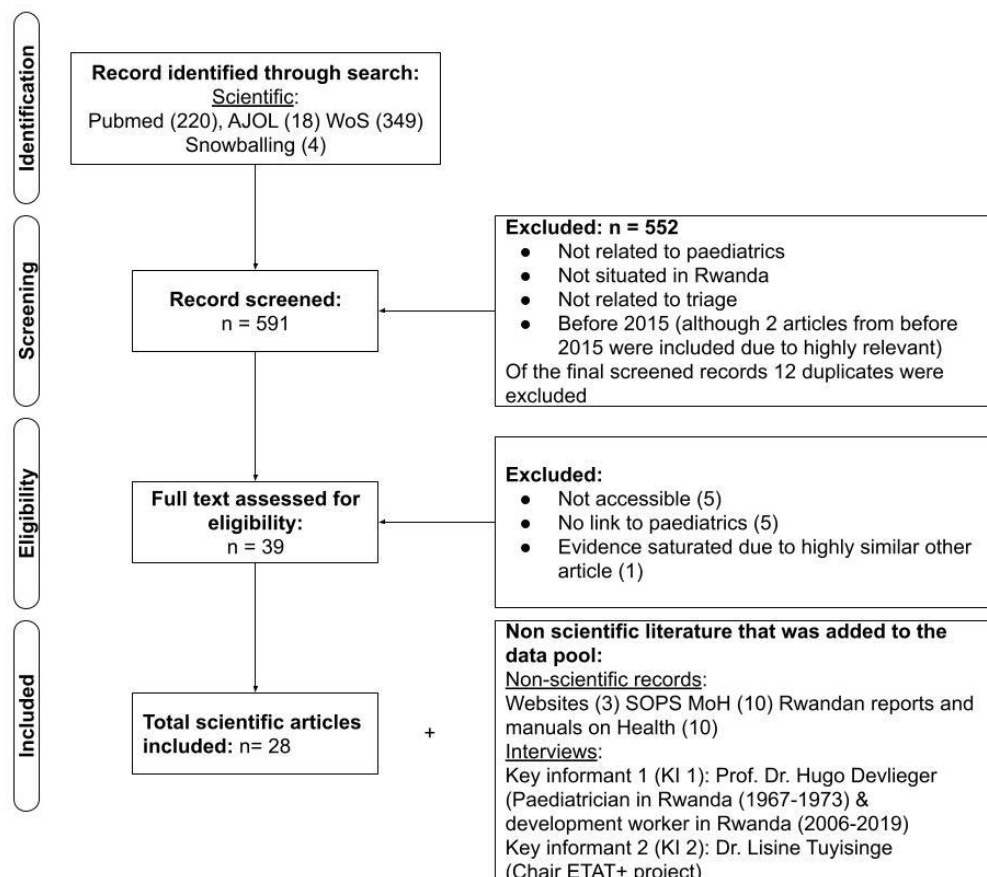 Identification
Record identified through search:
Scientific:
Pubmed (220), AJOL (18) WoS (349)
Snowballing (4)
Screening
Record screened:
n = 591
Excluded: n = 552
● Not related to paediatrics
● Not situated in Rwanda
● Not related to triage
● Before 2015 (although 2 articles from before
2015 were included due to highly relevant)
Of the final screened records 12 duplicates were
excluded
Eligibility
Full text assessed for
eligibility:
n = 39
Excluded:
● Not accessible (5)
● No link to paediatrics (5)
● Evidence saturated due to highly similar other
article (1)
Included
Total scientific articles
included: n= 28
+
Non scientific literature that was added to the
data pool:
Non-scientific records:
Websites (3) SOPS MoH (10) Rwandan reports and
manuals on Health (10)
Interviews:
Key informant 1 (KI 1): Prof. Dr. Hugo Devlieger
(Paediatrician in Rwanda (1967-1973) &
development worker in Rwanda (2006-2019)
Key informant 2 (KI 2): Dr. Lisine Tuyisinge
(Chair ETAT+ project)